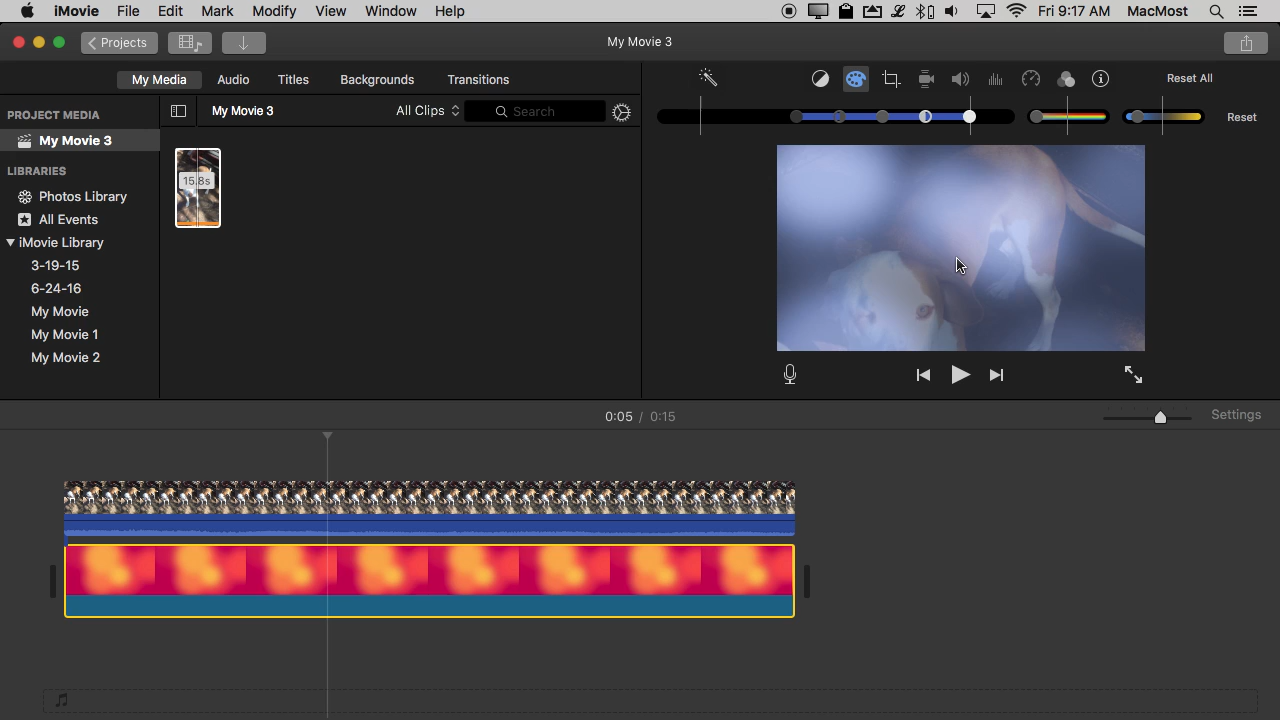 iMovie File Edit Mark Modify View Window Help Fri 9:17 AM MacMost
Projects My Movie 3
My Media Audio Titles Backgrounds Transitions Reset All
PROJECT MEDIA My Movie 3 All Clips Search Reset
My Movie 3
LIBRARIES
15.8s
Photos Library
All Events
iMovie Library
3-19-15
6-24-16
My Movie
My Movie 1
My Movie 2
0:05 / 0:15 Settings